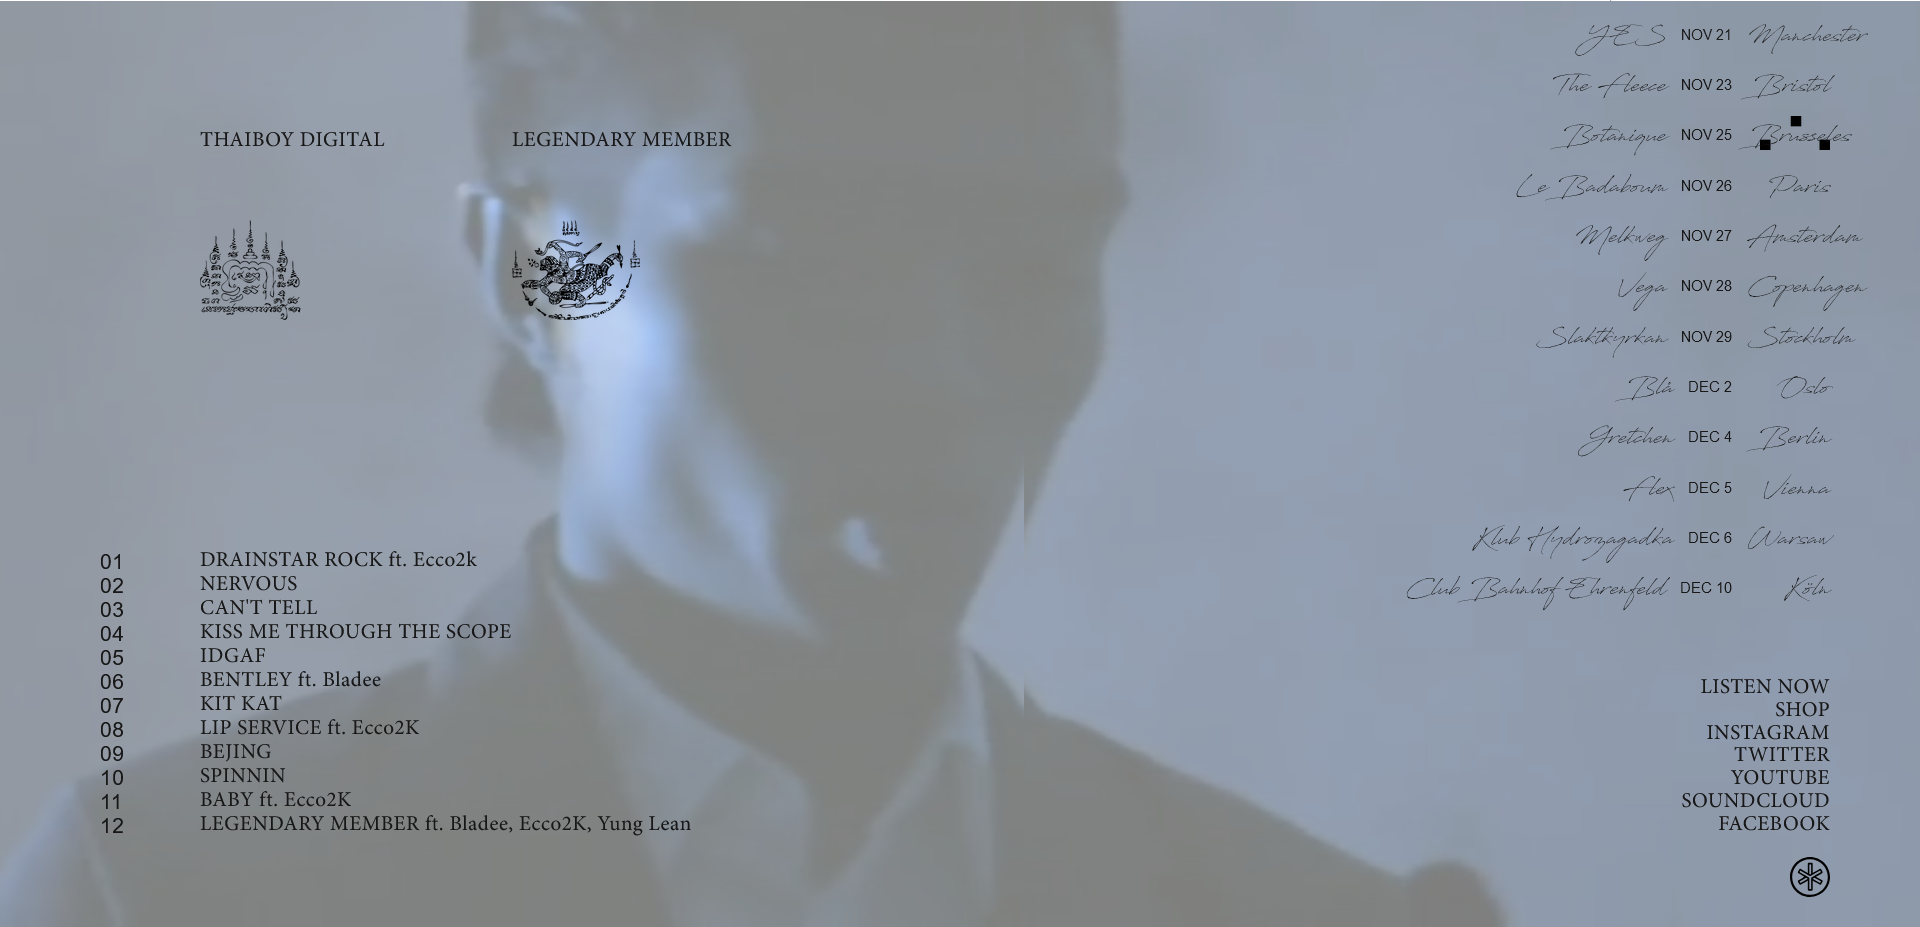 YES NOV 21 Manchester
The Fleece NOV 23 Bristol
Botanique NOV 25 Brusseles
Le Badaboum NOV 26 Paris
Melkweg NOV 27 Amsterdam
Vega NOV 28 Copenhagen
Slaktkyrkan NOV 29 Stockholm
Blå DEC 2 Oslo
Gretchen DEC 4 Berlin
Flex DEC 5 Vienna
Klub Hydrozagadka DEC 6 Warsaw
Club Bahnhof Ehrenfeld DEC 10 Köln
THAIBOY DIGITAL
LEGENDARY MEMBER
01 DRAINSTAR ROCK ft. Ecco2k
02 NERVOUS
03 CAN'T TELL
04 KISS ME THROUGH THE SCOPE
05 IDGAF
06 BENTLEY ft. Bladee
07 KIT KAT
08 LIP SERVICE ft. Ecco2K
09 BEJING
10 SPINNIN
11 BABY ft. Ecco2K
12 LEGENDARY MEMBER ft. Bladee, Ecco2K, Yung Lean
LISTEN NOW
SHOP
INSTAGRAM
TWITTER
YOUTUBE
SOUNDCLOUD
FACEBOOK